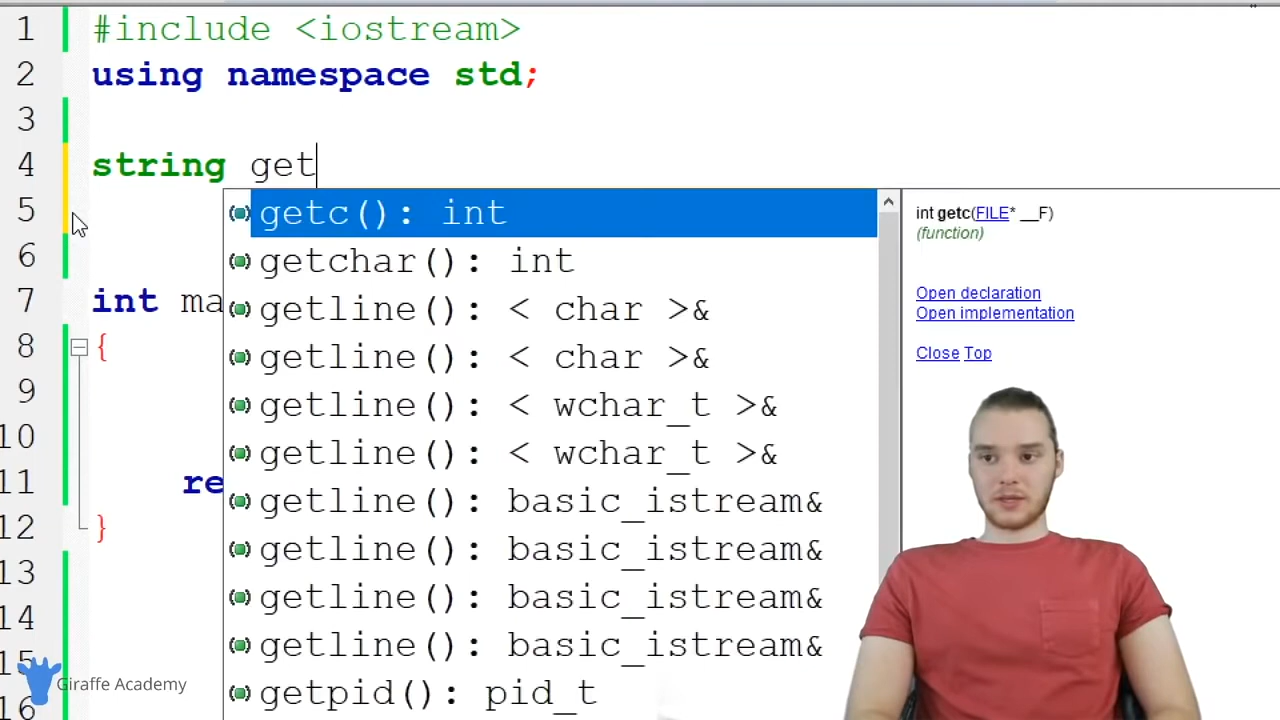 1 #include <iostream>
2 using namespace std;
3
4 string get
5
6
7 int ma
8 {
9
10
11 re
12 }
13
14
15
16
getc(): int
getchar(): int
getline(): < char >&
getline(): < char >&
getline(): < wchar_t >&
getline(): < wchar_t >&
getline(): basic_istream&
getline(): basic_istream&
getline(): basic_istream&
getline(): basic_istream&
getpid(): pid_t
int getc(FILE* __F)
(function)
Open declaration
Open implementation
Close Top
Giraffe Academy